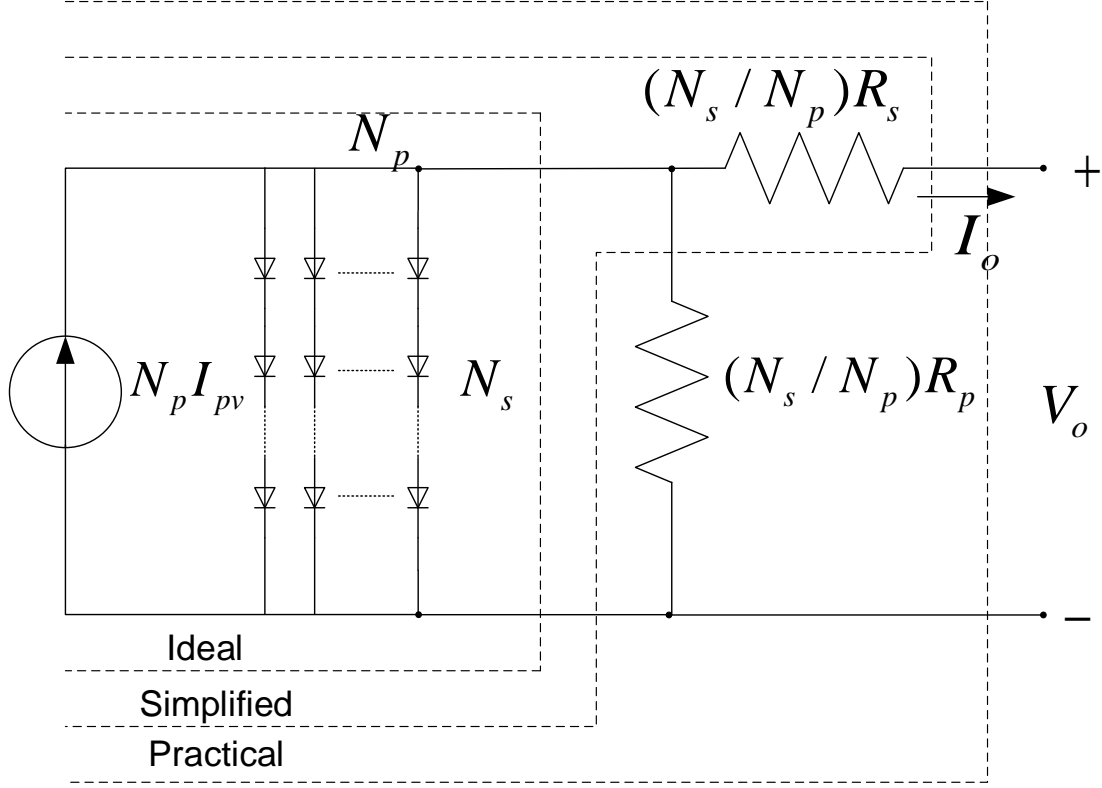 (N_s / N_p)R_s
N_p
+
I_o
N_pI_pv
N_s
(N_s / N_p)R_p
V_o
−
Ideal
Simplified
Practical